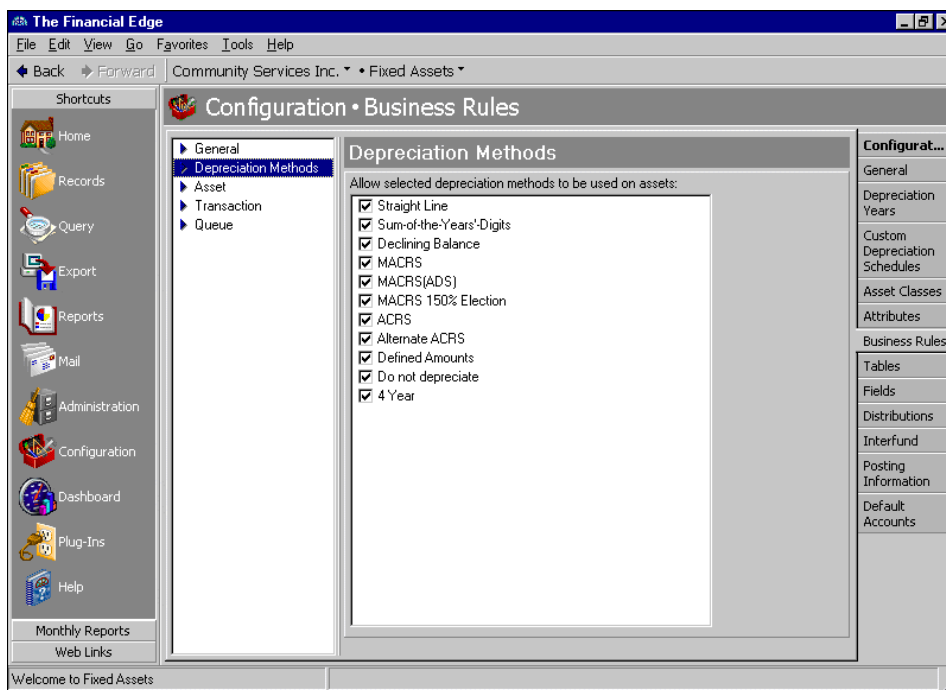 The Financial Edge
File Edit View Go Favorites Tools Help
Back Forward Community Services Inc. • Fixed Assets
Shortcuts
Home
Records
Query
Export
Reports
Mail
Administration
Configuration
Dashboard
Plug-Ins
Help
Monthly Reports
Web Links
Configuration • Business Rules
General
Depreciation Methods
Asset
Transaction
Queue
Depreciation Methods
Allow selected depreciation methods to be used on assets:
Straight Line
Sum-of-the-Years'-Digits
Declining Balance
MACRS
MACRS(ADS)
MACRS 150% Election
ACRS
Alternate ACRS
Defined Amounts
Do not depreciate
4 Year
Configurat...
General
Depreciation
Years
Custom
Depreciation
Schedules
Asset Classes
Attributes
Business Rules
Tables
Fields
Distributions
Interfund
Posting
Information
Default
Accounts
Welcome to Fixed Assets